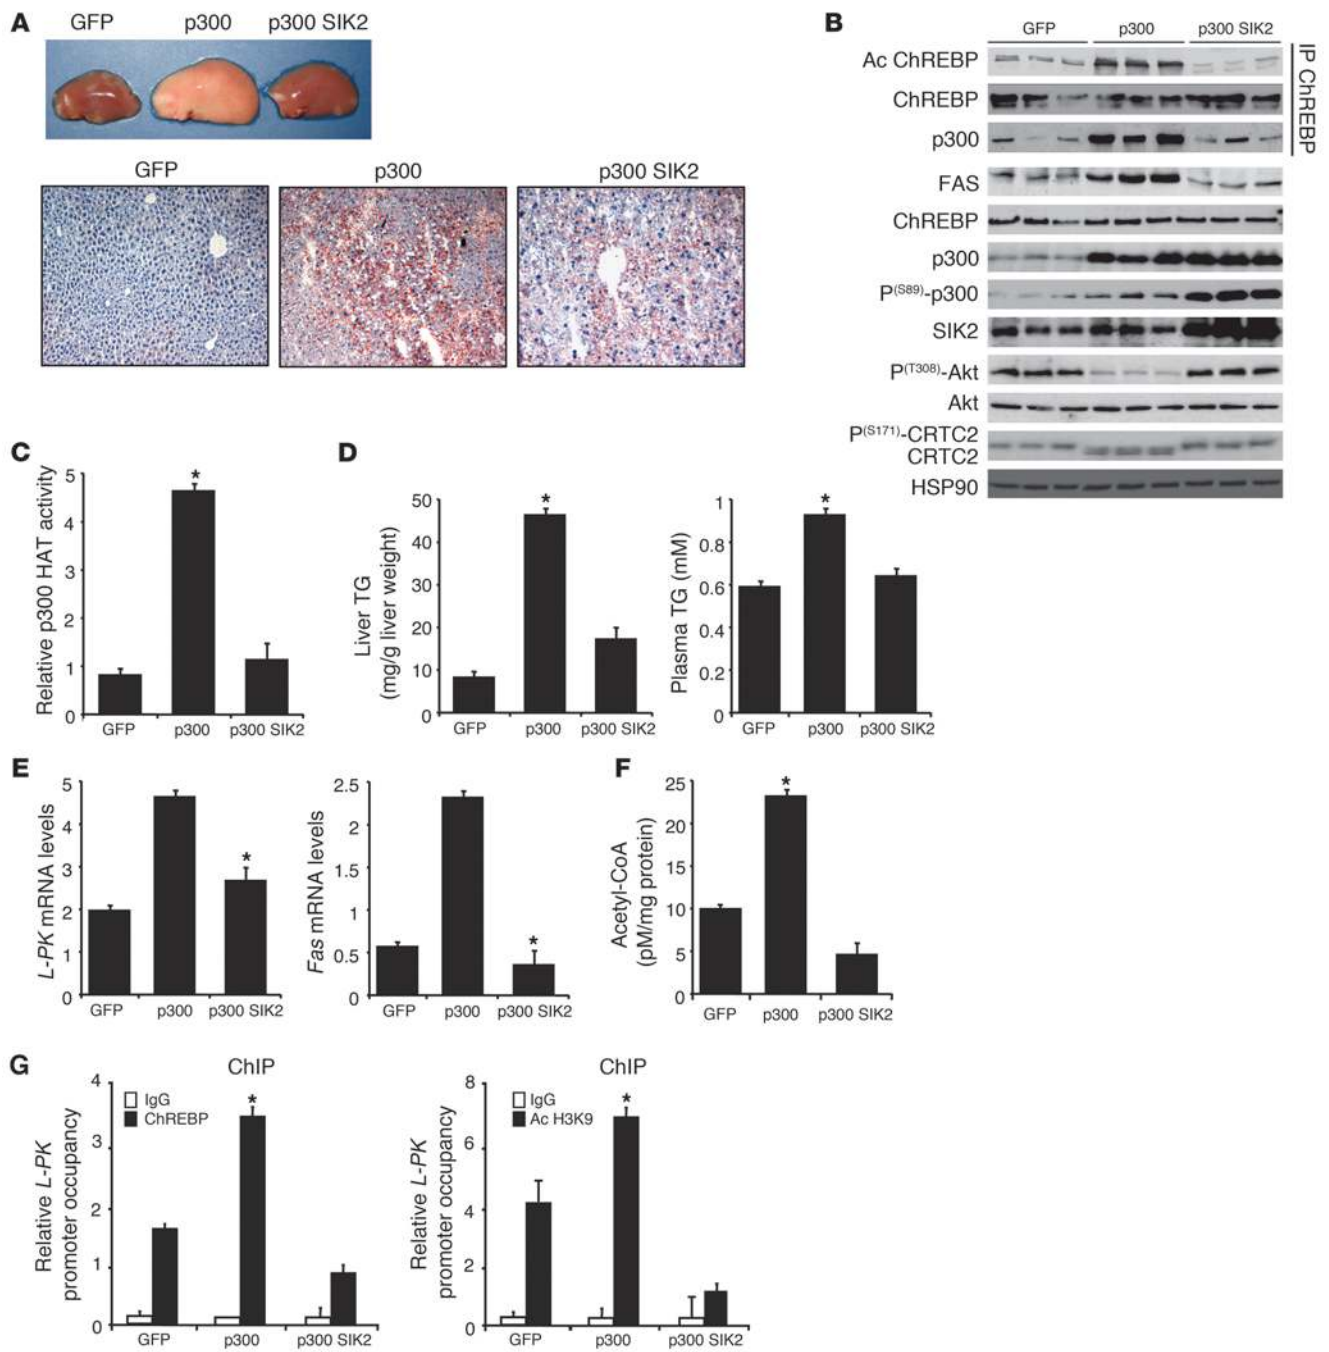 A
GFP p300 p300 SIK2
GFP p300 p300 SIK2
B
GFP p300 p300 SIK2
Ac ChREBP
ChREBP
p300
IP ChREBP
FAS
ChREBP
p300
P(S89)-p300
SIK2
P(T308)-Akt
Akt
P(S171)-CRTC2
CRTC2
HSP90
C
Relative p300 HAT activity
5
4
3
2
1
0
*
GFP p300 p300 SIK2
D
Liver TG
(mg/g liver weight)
50
40
30
20
10
0
*
GFP p300 p300 SIK2
Plasma TG (mM)
1
0.8
0.6
0.4
0.2
0
*
GFP p300 p300 SIK2
E
L-PK mRNA levels
5
4
3
2
1
0
*
GFP p300 p300 SIK2
Fas mRNA levels
2.5
2
1.5
1
0.5
0
*
GFP p300 p300 SIK2
F
Acetyl-CoA
(pM/mg protein)
25
20
15
10
5
0
*
GFP p300 p300 SIK2
G
ChIP
Relative L-PK
promoter occupancy
4
3
2
1
0
IgG
ChREBP
*
GFP p300 p300 SIK2
ChIP
Relative L-PK
promoter occupancy
8
6
4
2
0
IgG
Ac H3K9
*
GFP p300 p300 SIK2